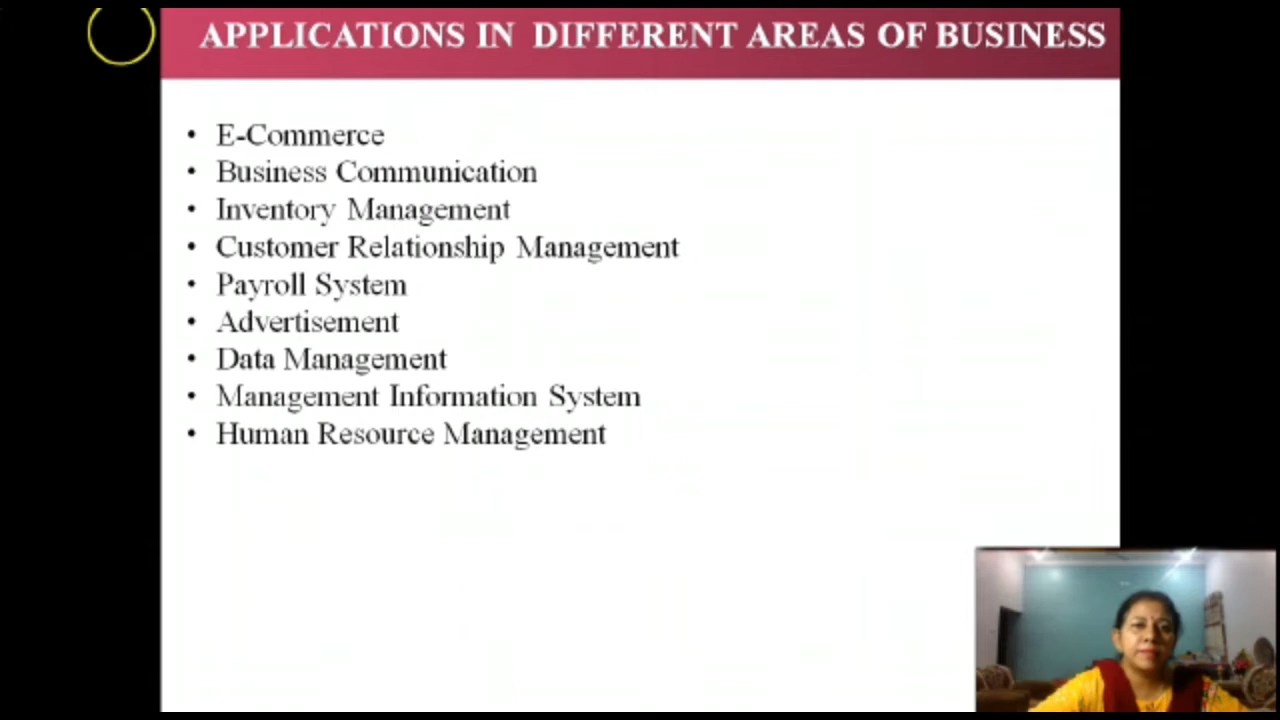 APPLICATIONS IN DIFFERENT AREAS OF BUSINESS
• E-Commerce
• Business Communication
• Inventory Management
• Customer Relationship Management
• Payroll System
• Advertisement
• Data Management
• Management Information System
• Human Resource Management